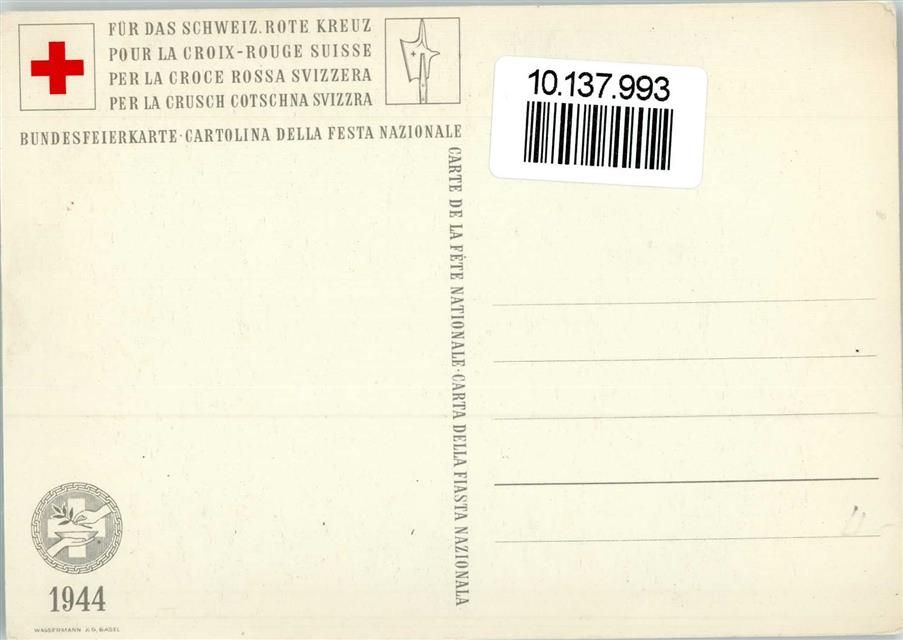 FÜR DAS SCHWEIZ. ROTE KREUZ
POUR LA CROIX-ROUGE SUISSE
PER LA CROCE ROSSA SVIZZERA
PER LA CRUSCH COTSCHNA SVIZZRA
BUNDESFEIERKARTE·CARTOLINA DELLA FESTA NAZIONALE
CARTE DE LA FÊTE NATIONALE·CARTA DELLA FIASTA NAZIONALA
10.137.993
1944
WASSERMANN A.G. BASEL